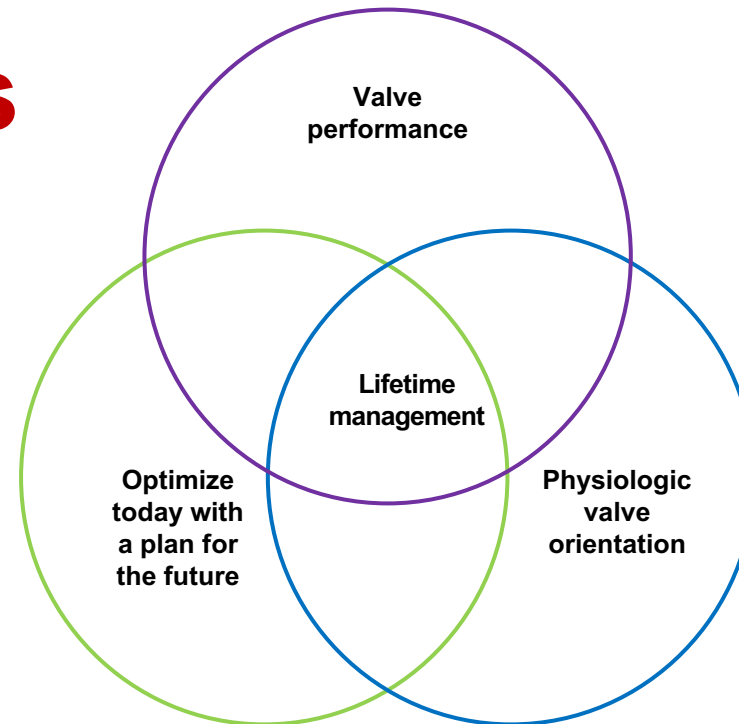 s
Valve
performance
Lifetime
management
Optimize
today with
a plan for
the future
Physiologic
valve
orientation